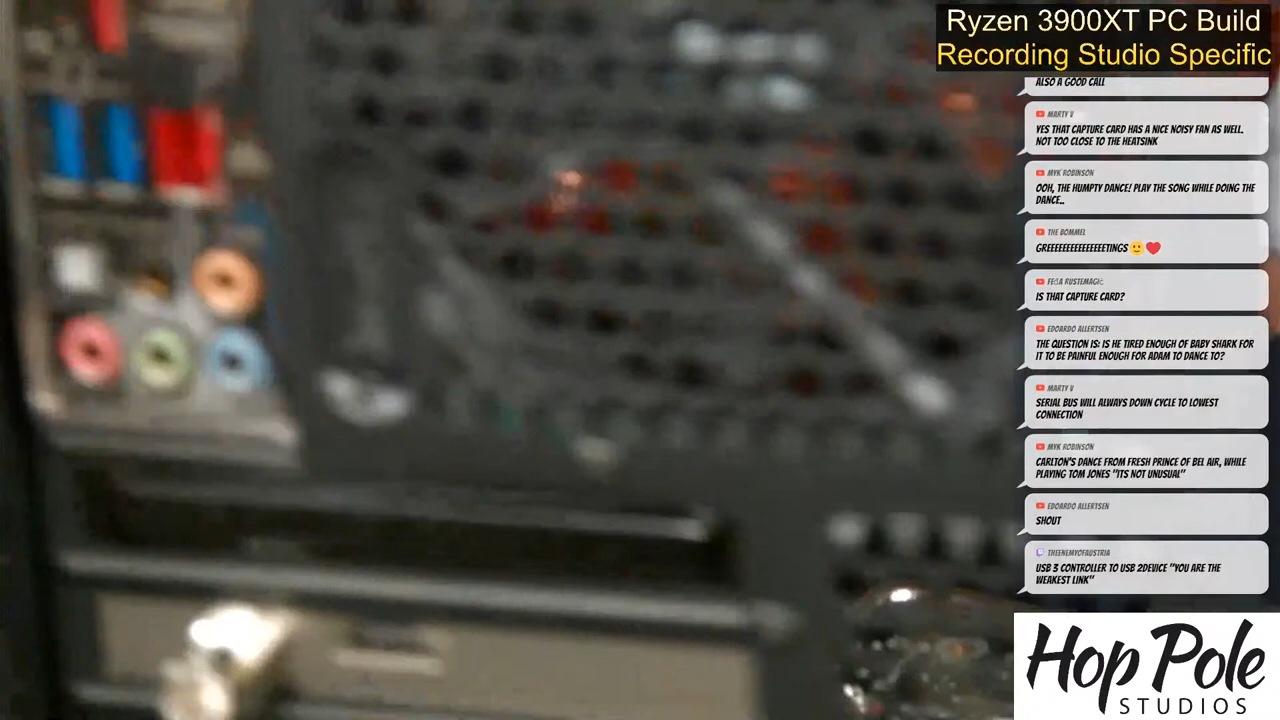 Ryzen 3900XT PC Build
Recording Studio Specific
ALSO A GOOD CALL
MARTY V
YES THAT CAPTURE CARD HAS A NICE NOISY FAN AS WELL.
NOT TOO CLOSE TO THE HEATSINK
MYK ROBINSON
OOH, THE HUMPTY DANCE! PLAY THE SONG WHILE DOING THE
DANCE..
THE BOMMEL
GREEEEEEEEEEEEEETINGS🙂❤️
IS THAT CAPTURE CARD?
EDOARDO ALLERTSEN
THE QUESTION IS: IS HE TIRED ENOUGH OF BABY SHARK FOR
IT TO BE PAINFUL ENOUGH FOR ADAM TO DANCE TO?
MARTY V
SERIAL BUS WILL ALWAYS DOWN CYCLE TO LOWEST
CONNECTION
MYK ROBINSON
CARLTON'S DANCE FROM FRESH PRINCE OF BEL AIR, WHILE
PLAYING TOM JONES "ITS NOT UNUSUAL"
EDOARDO ALLERTSEN
SHOUT
THEENEMYOFAUSTRIA
USB 3 CONTROLLER TO USB 2DEVICE "YOU ARE THE
WEAKEST LINK"
Hop Pole
STUDIOS